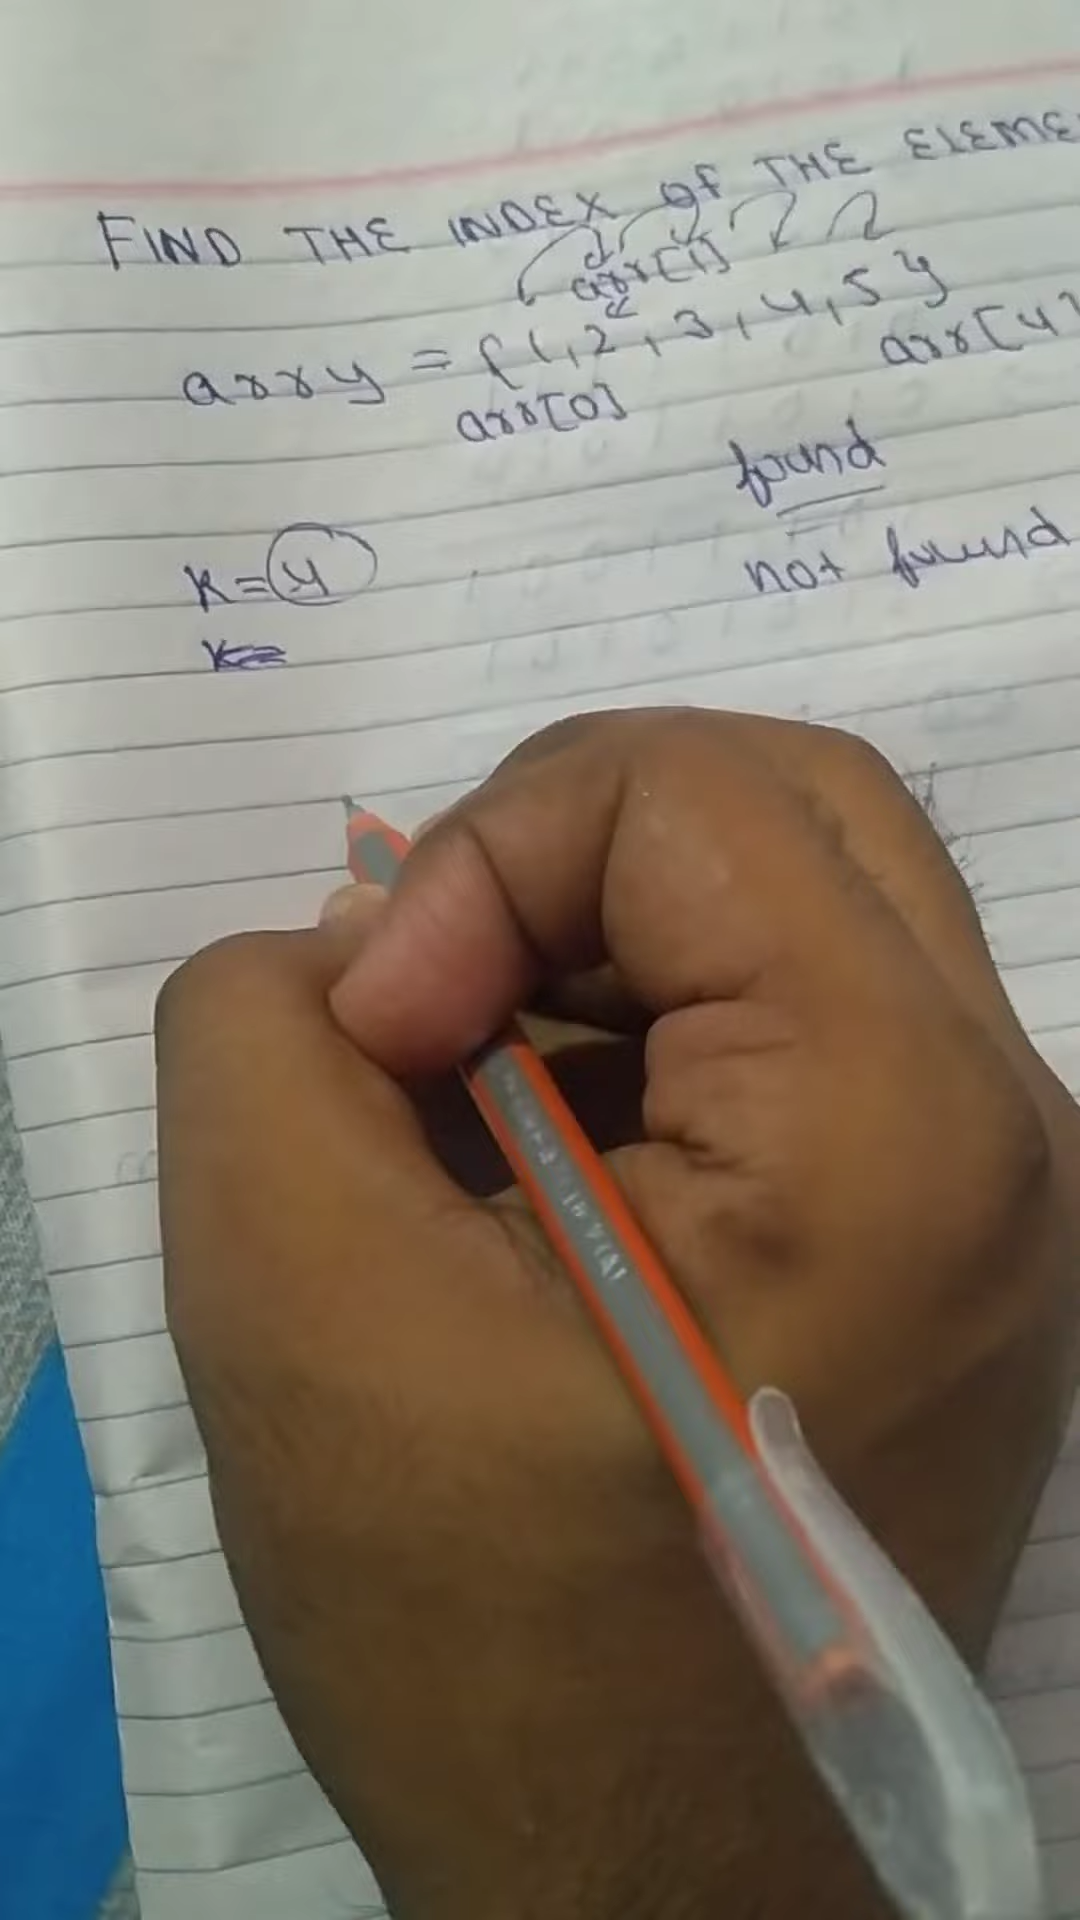 FIND THE INDEX Of THE ELEME
arr[1]
arry = {1,2,3,4,5}
arr[0] arr[4]
found
K=4
not found
K=